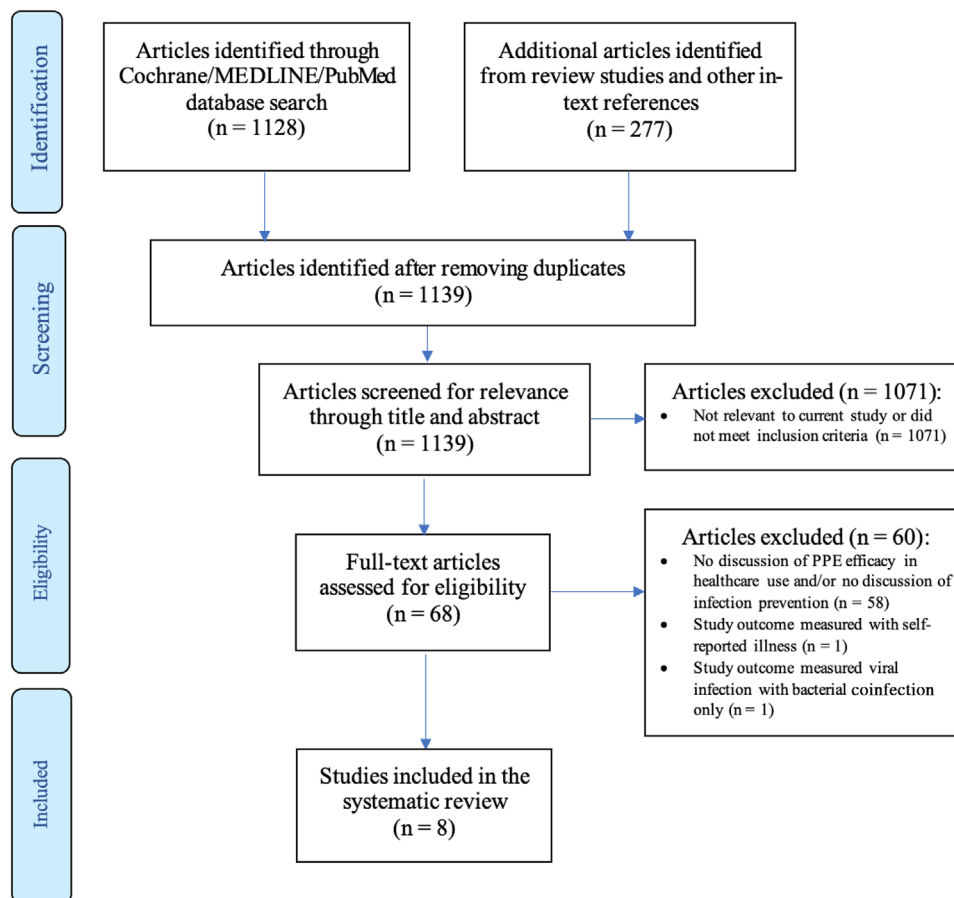 Identification
Articles identified through
Cochrane/MEDLINE/PubMed
database search
(n = 1128)
Additional articles identified
from review studies and other in-
text references
(n = 277)
Screening
Articles identified after removing duplicates
(n = 1139)
Articles screened for relevance
through title and abstract
(n = 1139)
Articles excluded (n = 1071):
• Not relevant to current study or did
not meet inclusion criteria (n = 1071)
Eligibility
Full-text articles
assessed for eligibility
(n = 68)
Articles excluded (n = 60):
• No discussion of PPE efficacy in
healthcare use and/or no discussion of
infection prevention (n = 58)
• Study outcome measured with self-
reported illness (n = 1)
• Study outcome measured viral
infection with bacterial coinfection
only (n = 1)
Included
Studies included in the
systematic review
(n = 8)